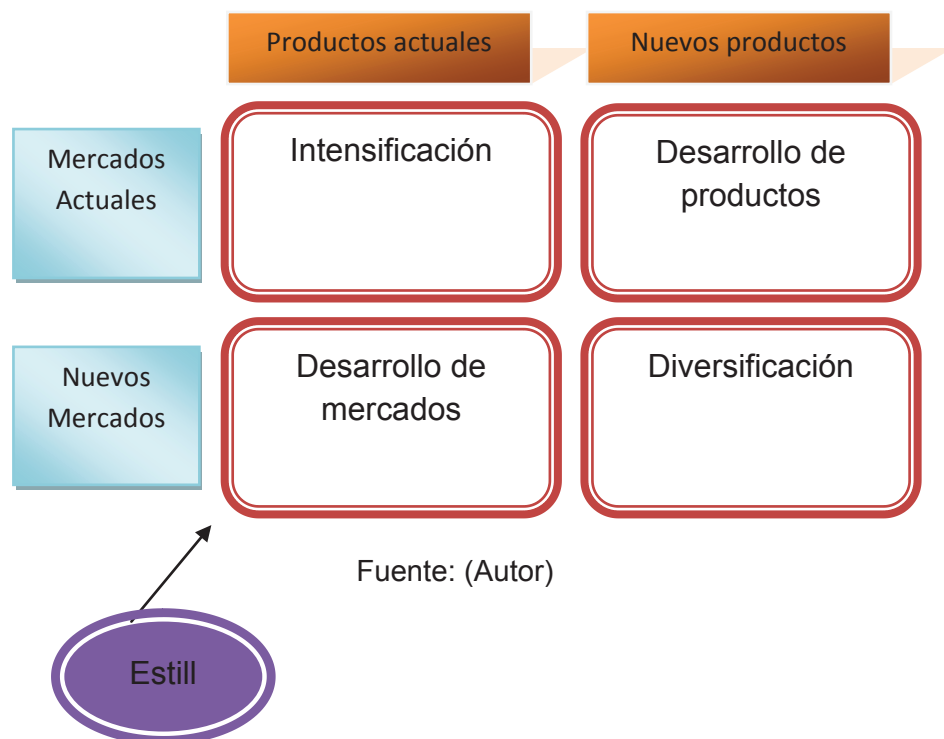 Productos actuales
Nuevos productos
Mercados
Actuales
Intensificación
Desarrollo de
productos
Nuevos
Mercados
Desarrollo de
mercados
Diversificación
Fuente: (Autor)
Estill